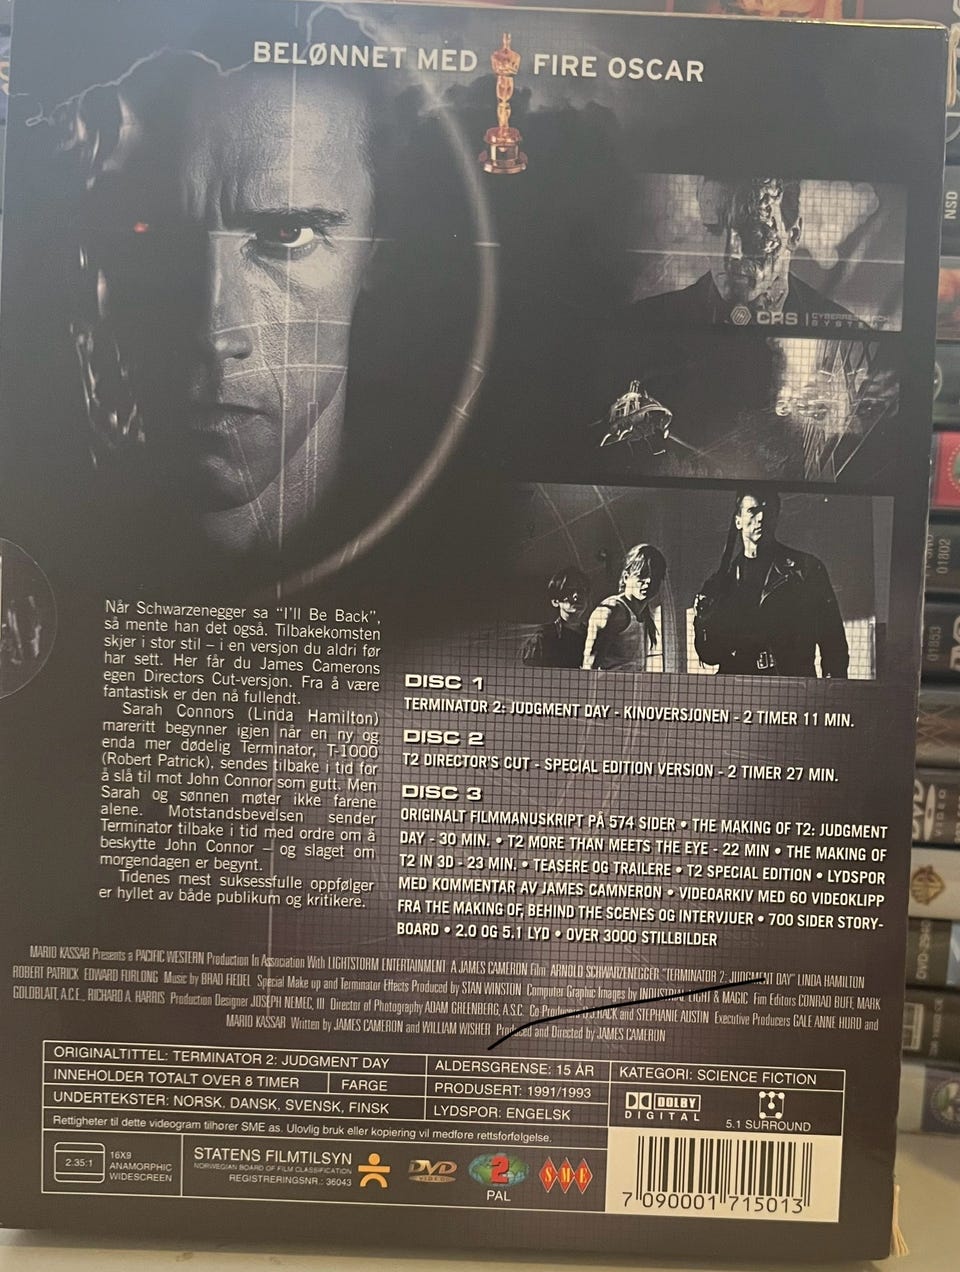 BELØNNET MED FIRE OSCAR
NSD
CRS CYBERRESEARCH
SYSTEMS
01802
01853
Når Schwarzenegger sa “I’ll Be Back”,
så mente han det også. Tilbakekomsten
skjer i stor stil – i en versjon du aldri før
har sett. Her får du James Camerons
egen Directors Cut-versjon. Fra å være
fantastisk er den nå fullendt.
Sarah Connors (Linda Hamilton)
mareritt begynner igjen når en ny og
enda mer dødelig Terminator, T-1000
(Robert Patrick), sendes tilbake i tid for
å slå til mot John Connor som gutt. Men
Sarah og sønnen møter ikke farene
alene. Motstandsbevelsen sender
Terminator tilbake i tid med ordre om å
beskytte John Connor – og slaget om
morgendagen er begynt.
Tidenes mest suksessfulle oppfølger
er hyllet av både publikum og kritikere.
DISC 1
TERMINATOR 2: JUDGMENT DAY - KINOVERSJONEN - 2 TIMER 11 MIN.
DISC 2
T2 DIRECTOR'S CUT - SPECIAL EDITION VERSION - 2 TIMER 27 MIN.
DISC 3
ORIGINALT FILMMANUSKRIPT PÅ 574 SIDER • THE MAKING OF T2: JUDGMENT
DAY - 30 MIN. • T2 MORE THAN MEETS THE EYE - 22 MIN • THE MAKING OF
T2 IN 3D - 23 MIN. • TEASERE OG TRAILERE • T2 SPECIAL EDITION • LYDSPOR
MED KOMMENTAR AV JAMES CAMNERON • VIDEOARKIV MED 60 VIDEOKLIPP
FRA THE MAKING OF, BEHIND THE SCENES OG INTERVJUER • 700 SIDER STORY-
BOARD • 2.0 OG 5.1 LYD • OVER 3000 STILLBILDER
MARIO KASSAR Presents a PACIFIC WESTERN Production In Association With LIGHTSTORM ENTERTAINMENT A JAMES CAMERON Film ARNOLD SCHWARZENEGGER "TERMINATOR 2: JUDGMENT DAY" LINDA HAMILTON
ROBERT PATRICK EDWARD FURLONG Music by BRAD FIEDEL Special Make up and Terminator Effects Produced by STAN WINSTON Computer Graphic Images by INDUSTRIAL LIGHT & MAGIC Fim Editors CONRAD BUFF, MARK
GOLDBLATT, A.C.E., RICHARD A. HARRIS Production Designer JOSEPH NEMEC, III Director of Photography ADAM GREENBERG, A.S.C. and STEPHANIE AUSTIN Executive Producers GALE ANNE HURD and
MARIO KASSAR Written by JAMES CAMERON and WILLIAM WISHER Produced and Directed by JAMES CAMERON
ORIGINALTITTEL: TERMINATOR 2: JUDGMENT DAY
ALDERSGRENSE: 15 ÅR
KATEGORI: SCIENCE FICTION
INNEHOLDER TOTALT OVER 8 TIMER
FARGE
PRODUSERT: 1991/1993
UNDERTEKSTER: NORSK, DANSK, SVENSK, FINSK
LYDSPOR: ENGELSK
DOLBY
DIGITAL
5.1 SURROUND
Rettigheter til dette videogram tilhører SME as. Ulovlig bruk eller kopiering vil medføre rettsforfølgelse.
2.35:1
16X9
ANAMORPHIC
WIDESCREEN
STATENS FILMTILSYN
NORWEGIAN BOARD OF FILM CLASSIFICATION
REGISTRERINGSNR.: 36043
DVD
VIDEO
2
PAL
SME
7 090001 715013